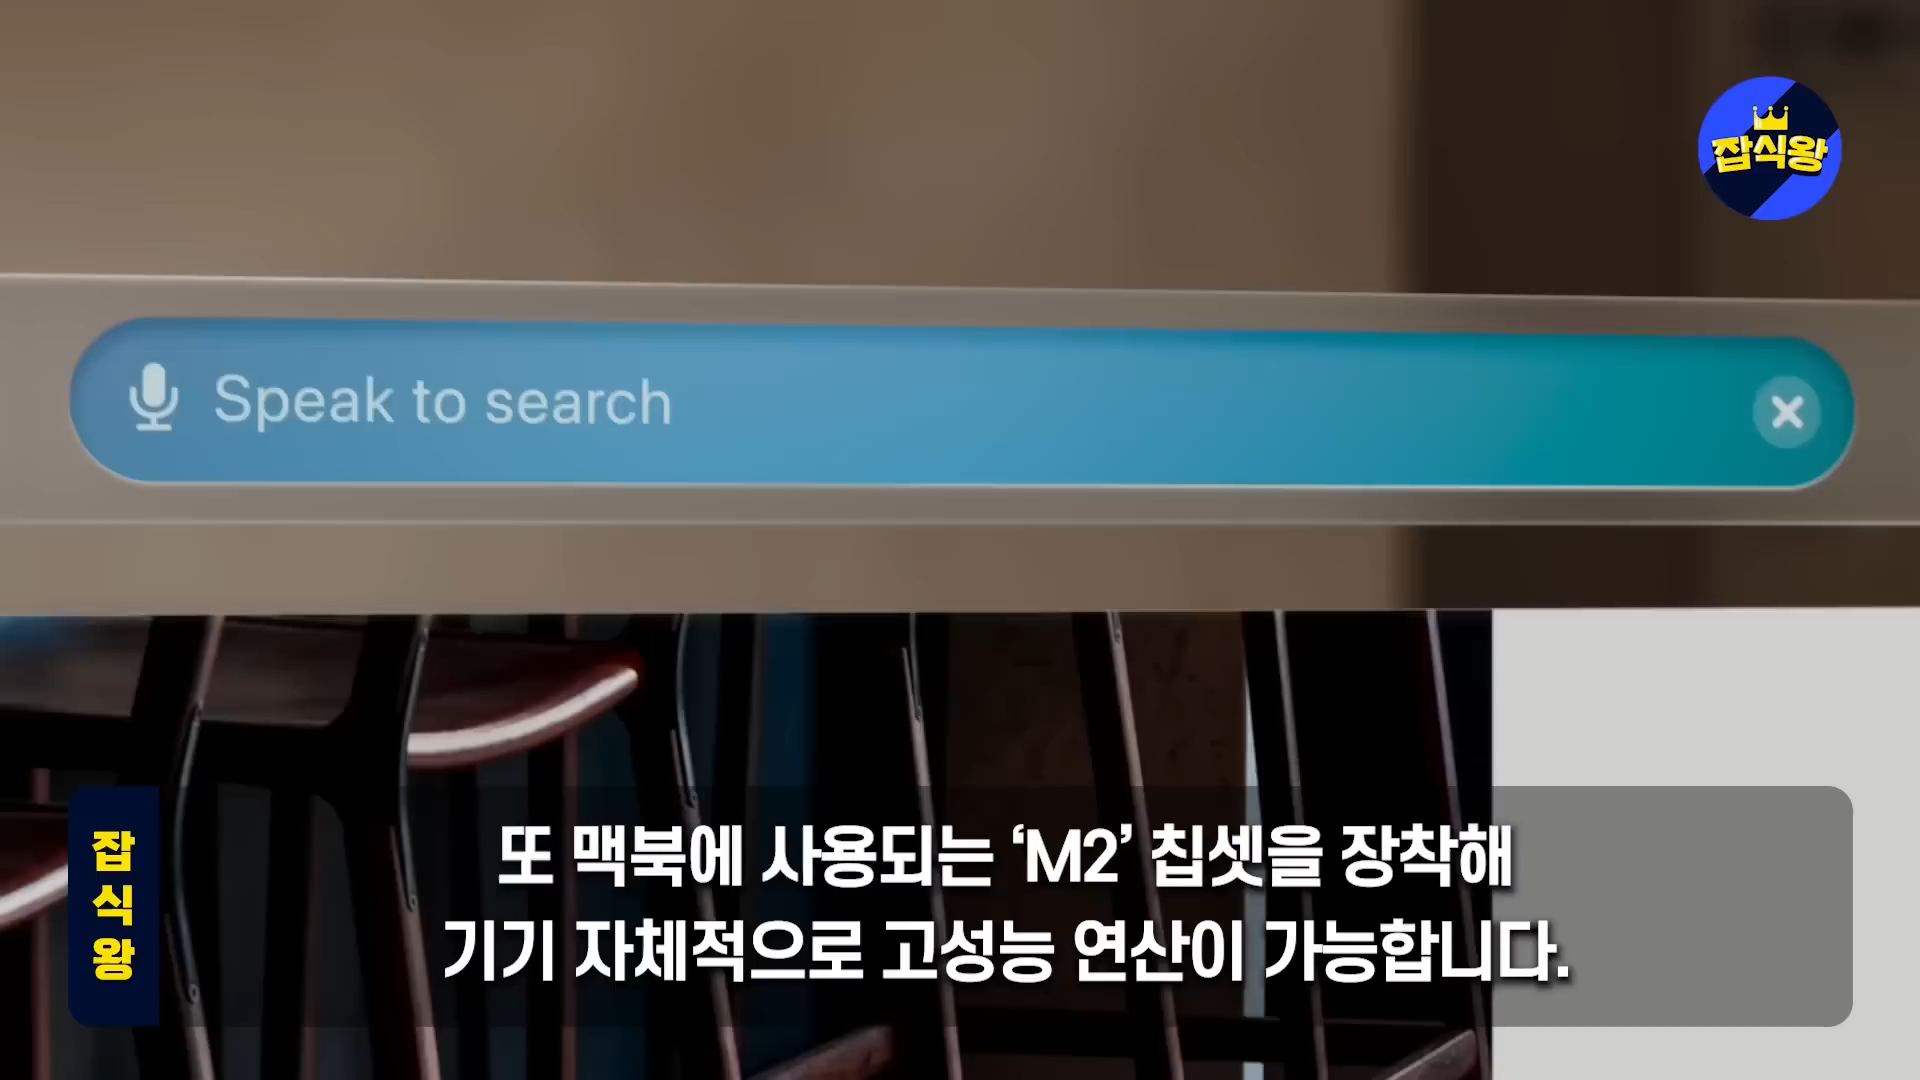 잡식왕
Speak to search
잡식왕
또 맥북에 사용되는 ‘M2’ 칩셋을 장착해
기기 자체적으로 고성능 연산이 가능합니다.